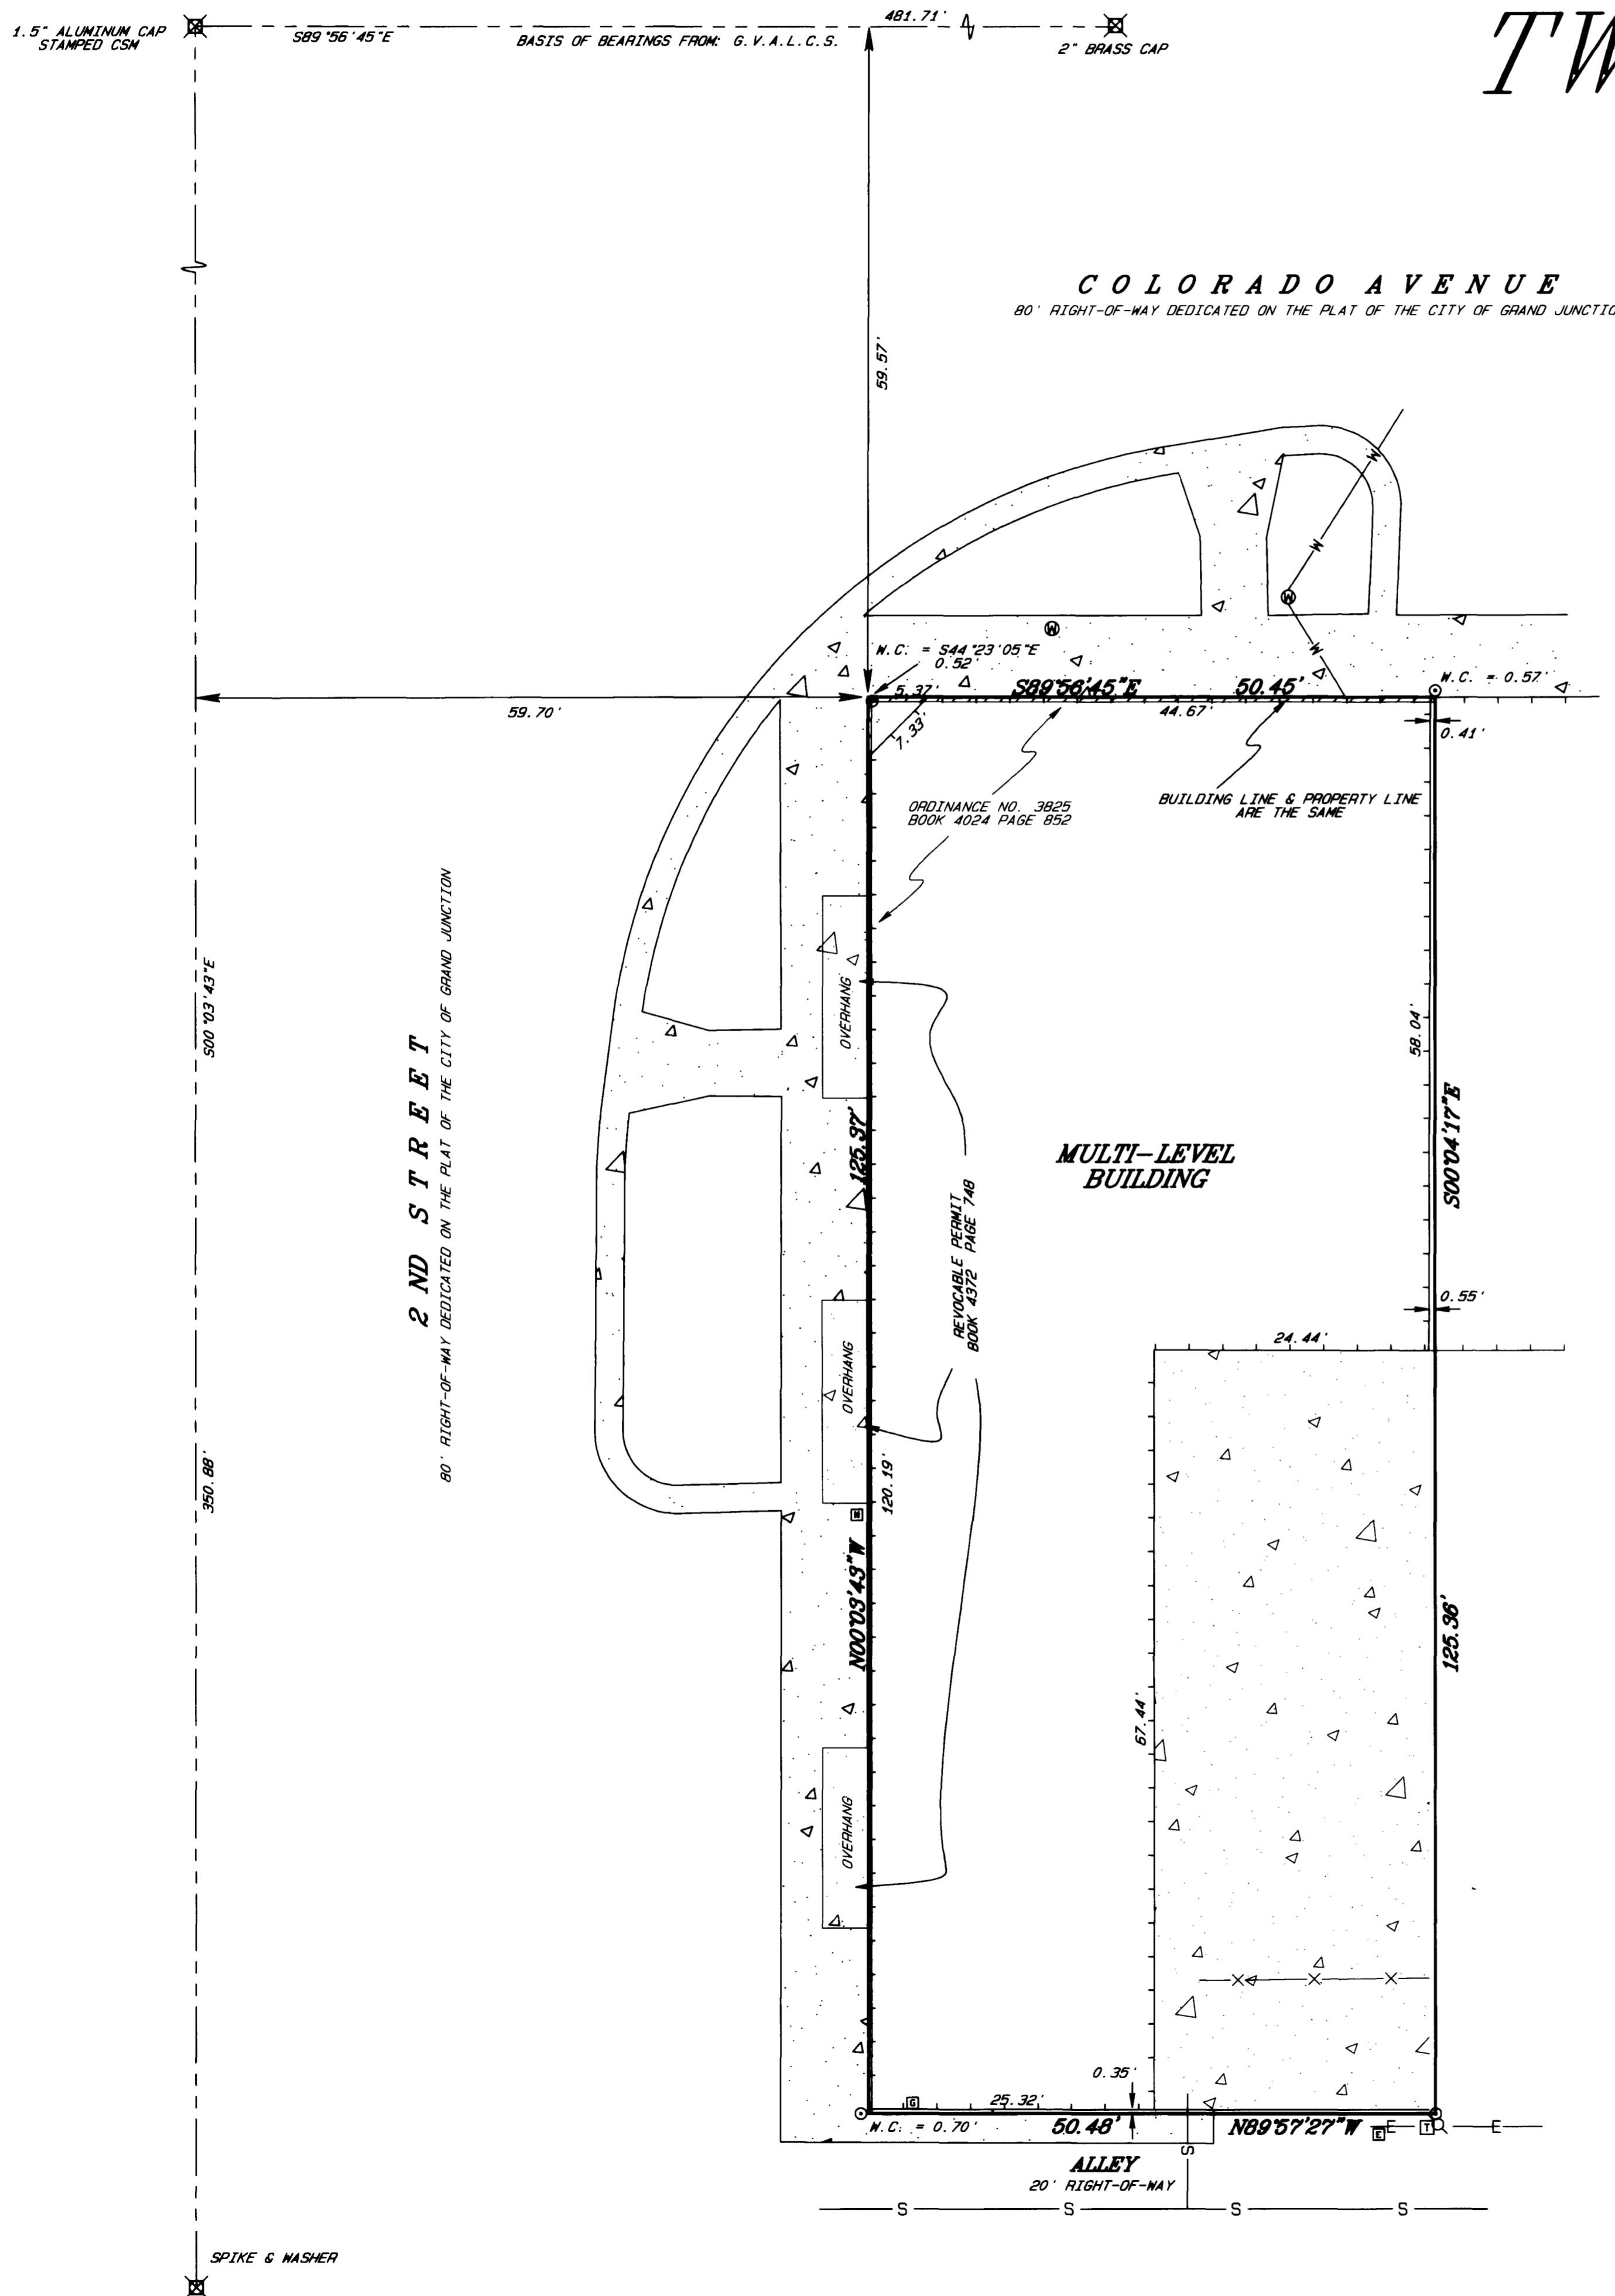 TW
1.5" ALUMINUM CAP
STAMPED CSM
S89°56'45"E
481.71'
BASIS OF BEARINGS FROM: G.V.A.L.C.S.
2" BRASS CAP
COLORADO AVENUE
80' RIGHT-OF-WAY DEDICATED ON THE PLAT OF THE CITY OF GRAND JUNCTIO
59.57'
W
W
W
W
W
W.C. = S44°23'05"E
0.52'
W.C. = 0.57'
5.37'
S89°56'45"E
50.45'
44.67'
59.70'
7.33'
0.41'
ORDINANCE NO. 3825
BOOK 4024 PAGE 852
BUILDING LINE & PROPERTY LINE
ARE THE SAME
S00°03'43"E
350.88'
2ND STREET
80' RIGHT-OF-WAY DEDICATED ON THE PLAT OF THE CITY OF GRAND JUNCTION
OVERHANG
125.37'
58.04'
S00°04'17"E
MULTI-LEVEL
BUILDING
REVOCABLE PERMIT
BOOK 4372 PAGE 748
0.55'
24.44'
OVERHANG
120.19'
N00°03'43"W
125.36'
67.44'
OVERHANG
0.35'
G
25.32'
W.C. = 0.70'
50.46'
N89°57'27"W
E
E
T
E
ALLEY
20' RIGHT-OF-WAY
S
S
S
S
S
SPIKE & WASHER